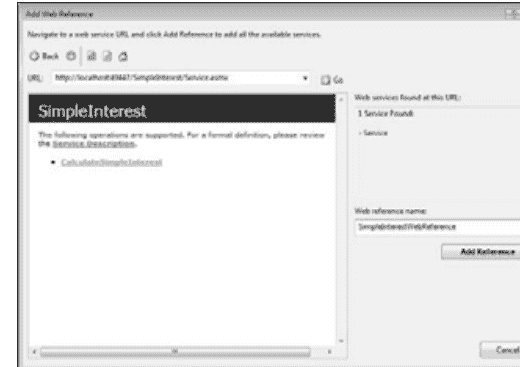 Add Web Reference
Navigate to a web service URL and click Add Reference to add all the available services.
Back
URL:
Go
Web services found at this URL:
SimpleInterest
1 Service Found:
The following operations are supported. For a formal definition, please review
the Service Description.
- Service
CalculateSimpleInterest
Web reference name:
SimpleInterestWebReference
Add Reference
Cancel